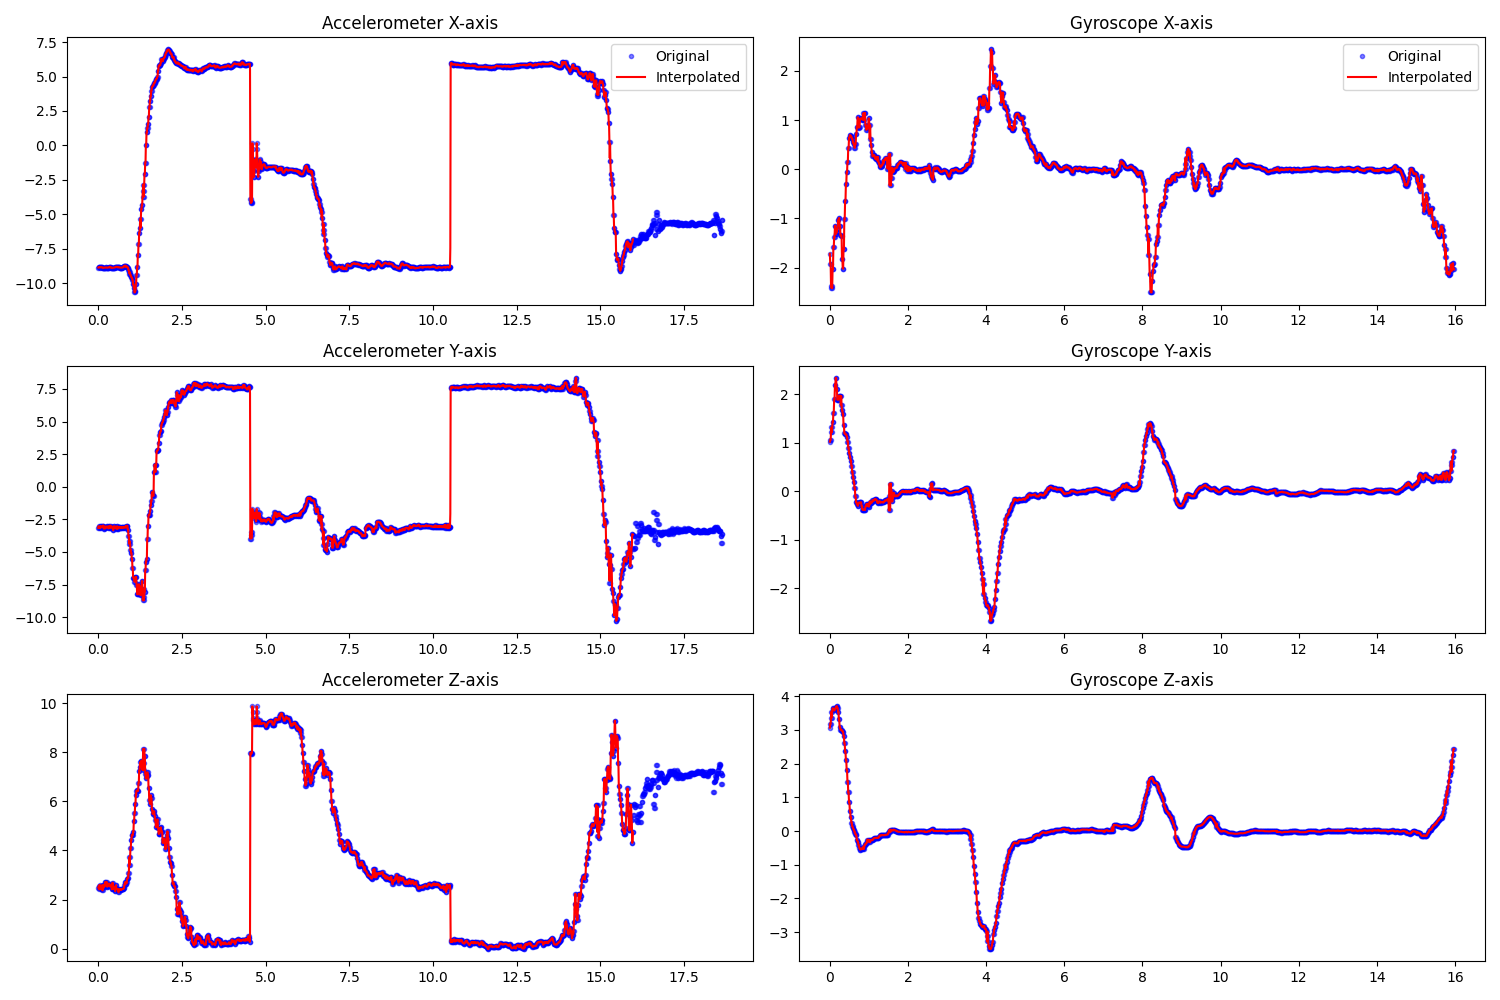 Accelerometer X-axis
7.5
5.0
2.5
0.0
−2.5
−5.0
−7.5
−10.0
Original
Interpolated
0.0 2.5 5.0 7.5 10.0 12.5 15.0 17.5
Gyroscope X-axis
2
1
0
−1
−2
Original
Interpolated
0 2 4 6 8 10 12 14 16
Accelerometer Y-axis
7.5
5.0
2.5
0.0
−2.5
−5.0
−7.5
−10.0
0.0 2.5 5.0 7.5 10.0 12.5 15.0 17.5
Gyroscope Y-axis
2
1
0
−1
−2
0 2 4 6 8 10 12 14 16
Accelerometer Z-axis
10
8
6
4
2
0
0.0 2.5 5.0 7.5 10.0 12.5 15.0 17.5
Gyroscope Z-axis
4
3
2
1
0
−1
−2
−3
0 2 4 6 8 10 12 14 16